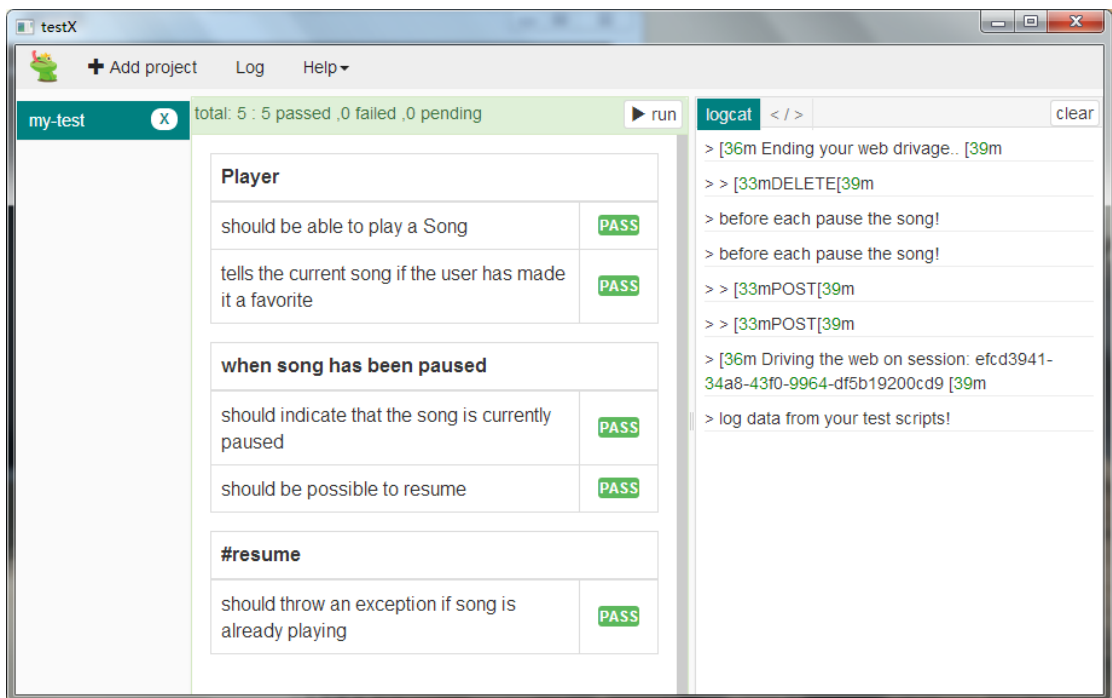 testX
Add project Log Help
my-test X
total: 5 : 5 passed ,0 failed ,0 pending
run
Player
should be able to play a Song PASS
tells the current song if the user has made
it a favorite
PASS
when song has been paused
should indicate that the song is currently
paused
PASS
should be possible to resume PASS
#resume
should throw an exception if song is
already playing
PASS
logcat < / > clear
> [36m Ending your web drivage.. [39m
> > [33mDELETE[39m
> before each pause the song!
> before each pause the song!
> > [33mPOST[39m
> > [33mPOST[39m
> [36m Driving the web on session: efcd3941-
34a8-43f0-9964-df5b19200cd9 [39m
> log data from your test scripts!